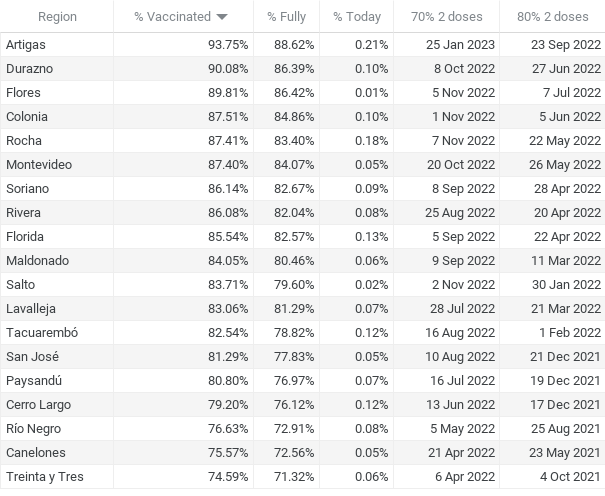 Region % Vaccinated % Fully % Today 70% 2 doses 80% 2 doses
Artigas 93.75% 88.62% 0.21% 25 Jan 2023 23 Sep 2022
Durazno 90.08% 86.39% 0.10% 8 Oct 2022 27 Jun 2022
Flores 89.81% 86.42% 0.01% 5 Nov 2022 7 Jul 2022
Colonia 87.51% 84.86% 0.10% 1 Nov 2022 5 Jun 2022
Rocha 87.41% 83.40% 0.18% 7 Nov 2022 22 May 2022
Montevideo 87.40% 84.07% 0.05% 20 Oct 2022 26 May 2022
Soriano 86.14% 82.67% 0.09% 8 Sep 2022 28 Apr 2022
Rivera 86.08% 82.04% 0.08% 25 Aug 2022 20 Apr 2022
Florida 85.54% 82.57% 0.13% 5 Sep 2022 22 Apr 2022
Maldonado 84.05% 80.46% 0.06% 9 Sep 2022 11 Mar 2022
Salto 83.71% 79.60% 0.02% 2 Nov 2022 30 Jan 2022
Lavalleja 83.06% 81.29% 0.07% 28 Jul 2022 21 Mar 2022
Tacuarembó 82.54% 78.82% 0.12% 16 Aug 2022 1 Feb 2022
San José 81.29% 77.83% 0.05% 10 Aug 2022 21 Dec 2021
Paysandú 80.80% 76.97% 0.07% 16 Jul 2022 19 Dec 2021
Cerro Largo 79.20% 76.12% 0.12% 13 Jun 2022 17 Dec 2021
Río Negro 76.63% 72.91% 0.08% 5 May 2022 25 Aug 2021
Canelones 75.57% 72.56% 0.05% 21 Apr 2022 23 May 2021
Treinta y Tres 74.59% 71.32% 0.06% 6 Apr 2022 4 Oct 2021